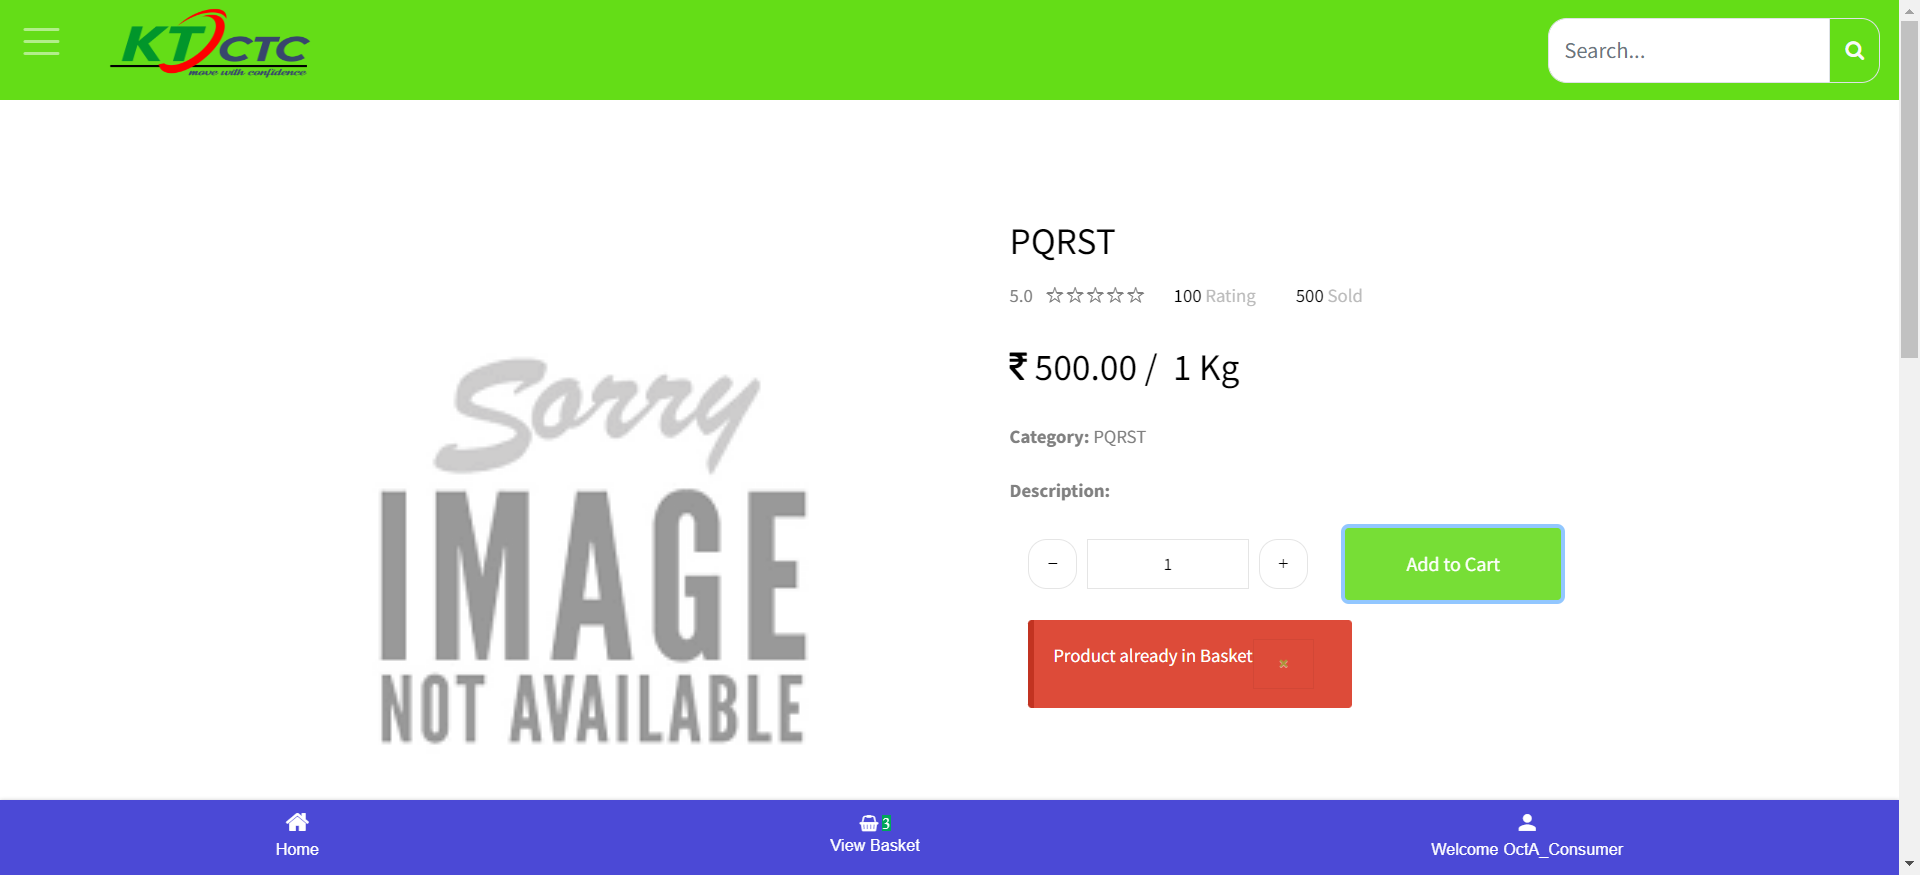 KTCTC
move with confidence
Search...
PQRST
5.0 100 Rating 500 Sold
₹ 500.00 / 1 Kg
Category: PQRST
Description:
− 1 + Add to Cart
Product already in Basket ×
Sorry
IMAGE
NOT AVAILABLE
Home
3
View Basket
Welcome OctA_Consumer